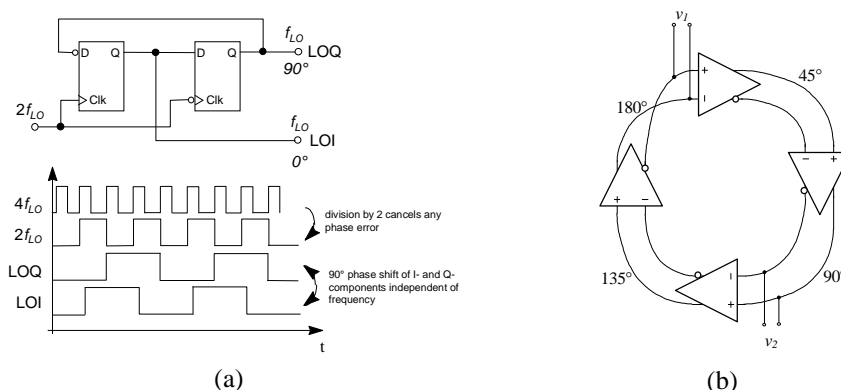 f_LO
D Q D Q LOQ
90°
Clk Clk
2f_LO
f_LO
LOI
0°
4f_LO
division by 2 cancels any
phase error
2f_LO
LOQ
90° phase shift of I- and Q-
components independent of
frequency
LOI
t
(a)
v_1
+ 45°
-
180°
- +
+ -
135° - 90°
+
v_2
(b)